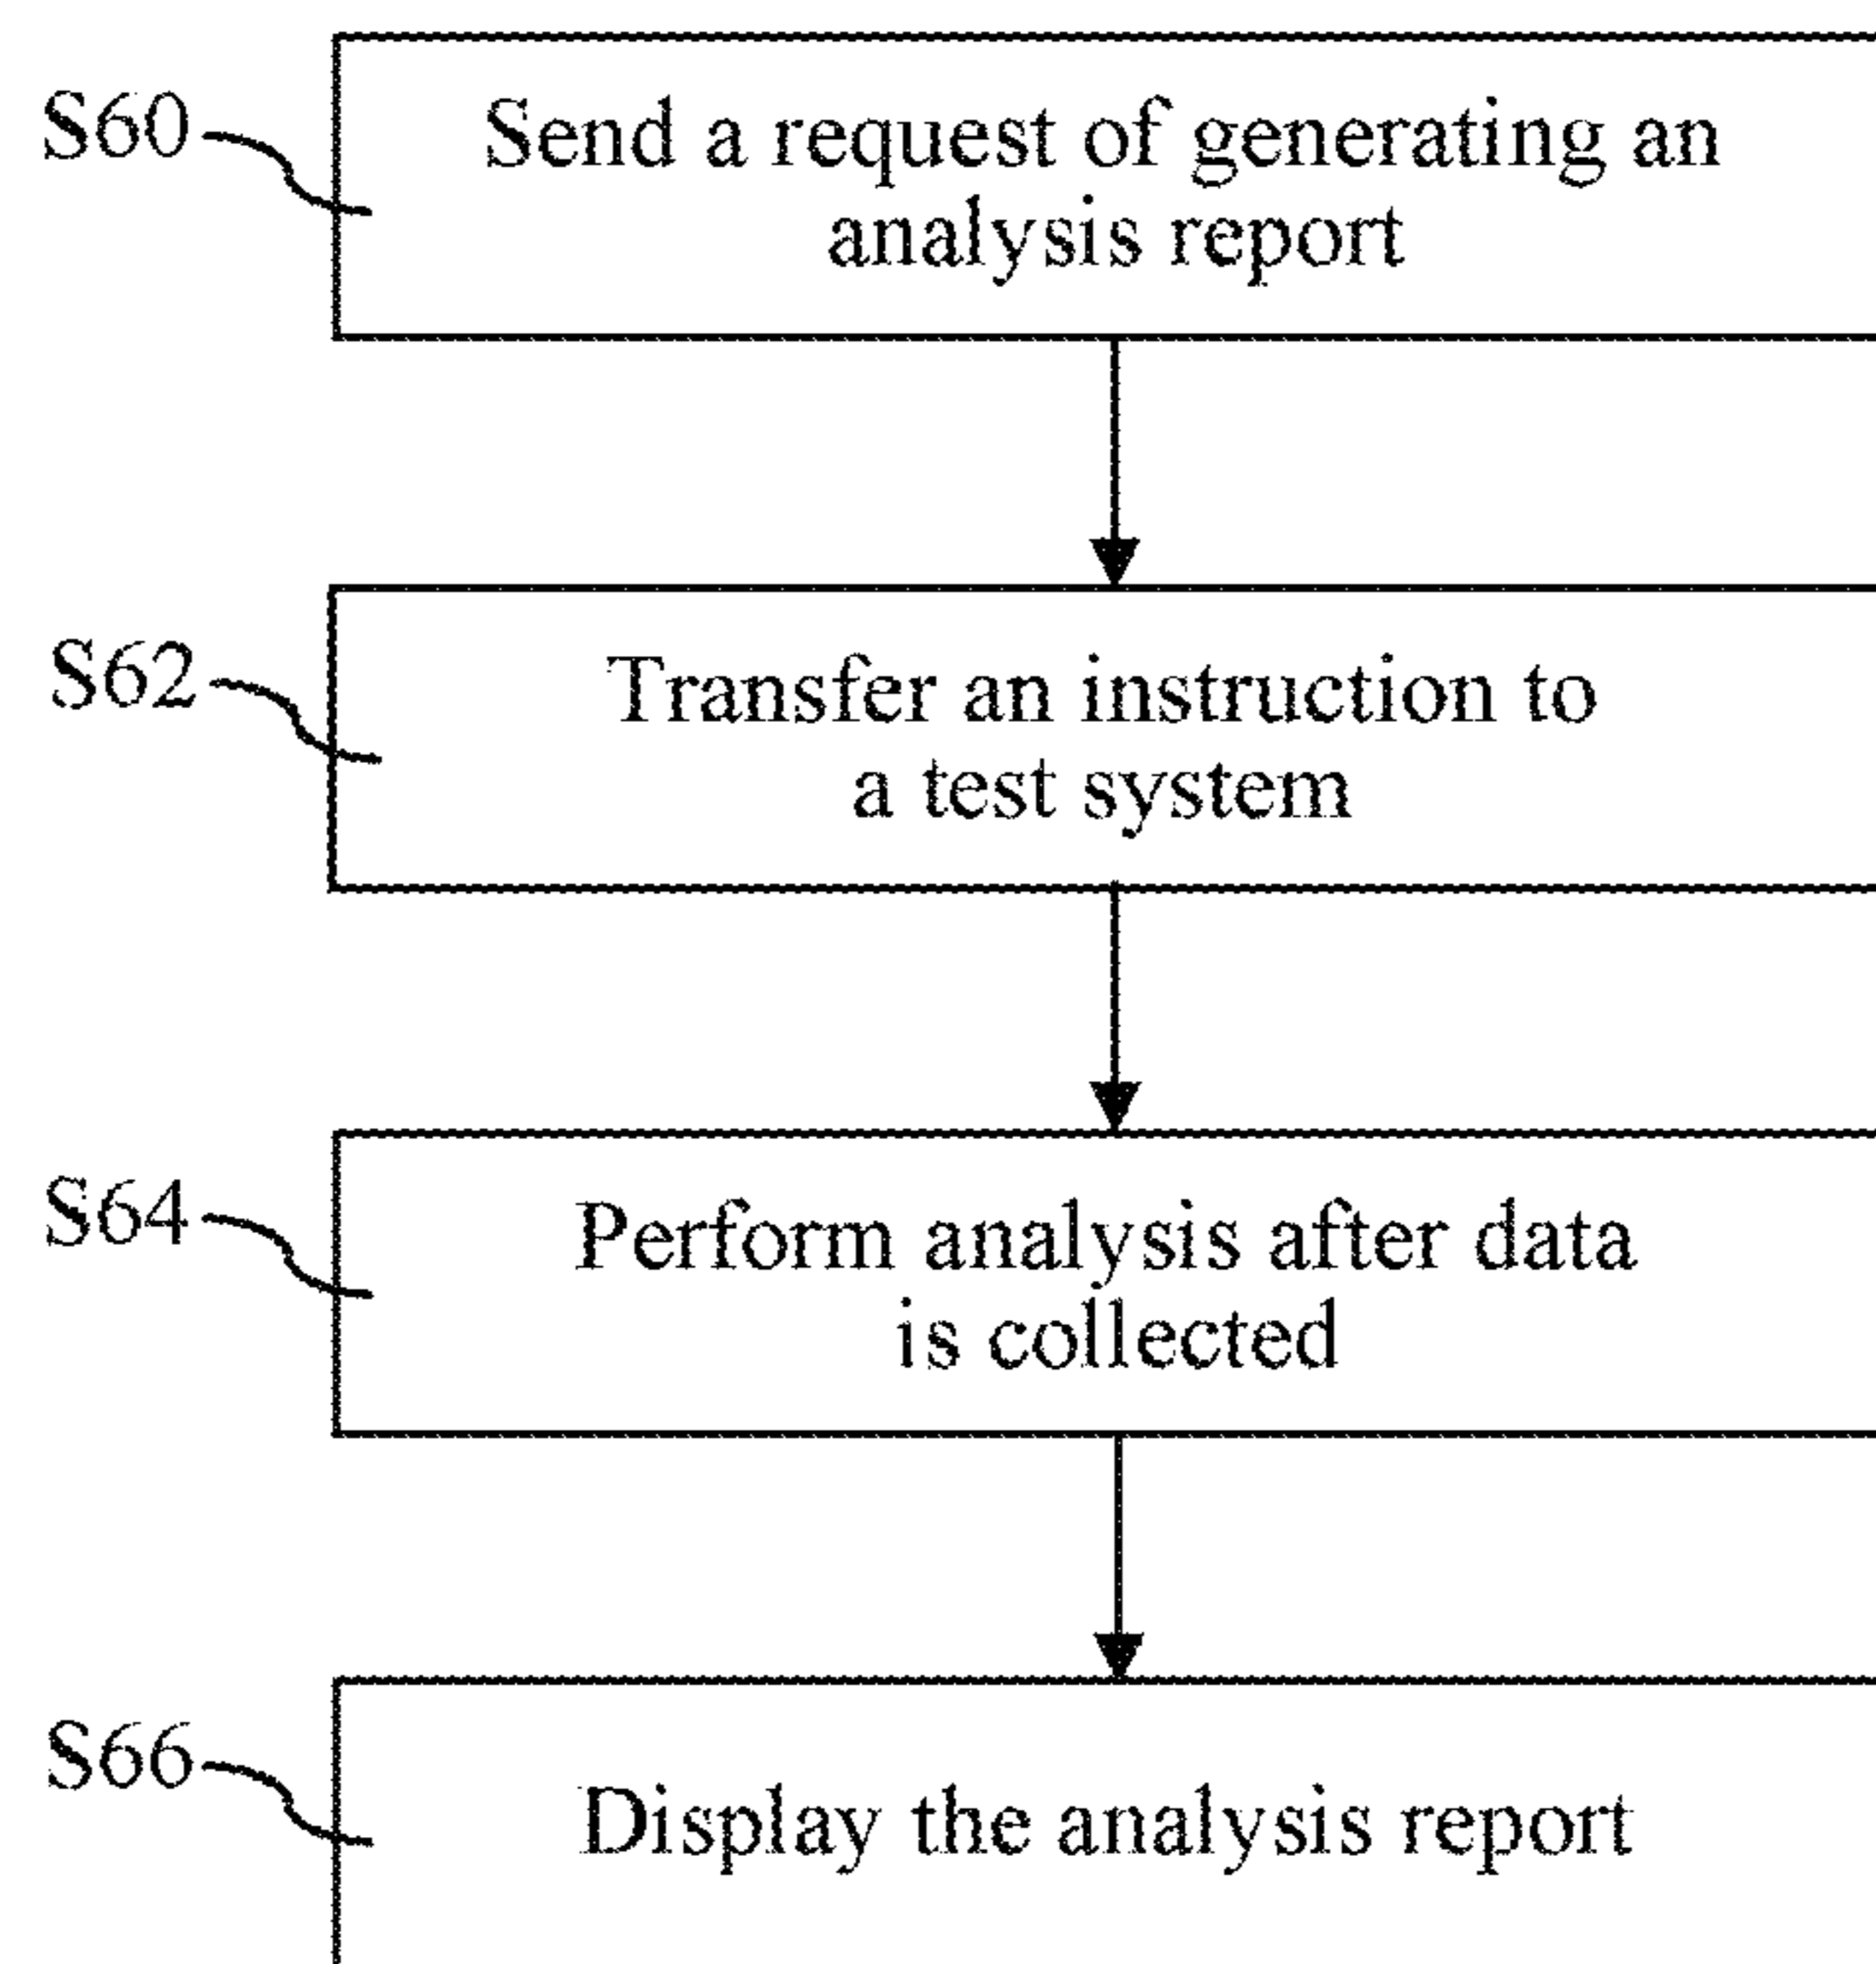 S60
Send a request of generating an
analysis report
S62
Transfer an instruction to
a test system
S64
Perform analysis after data
is collected
S66
Display the analysis report